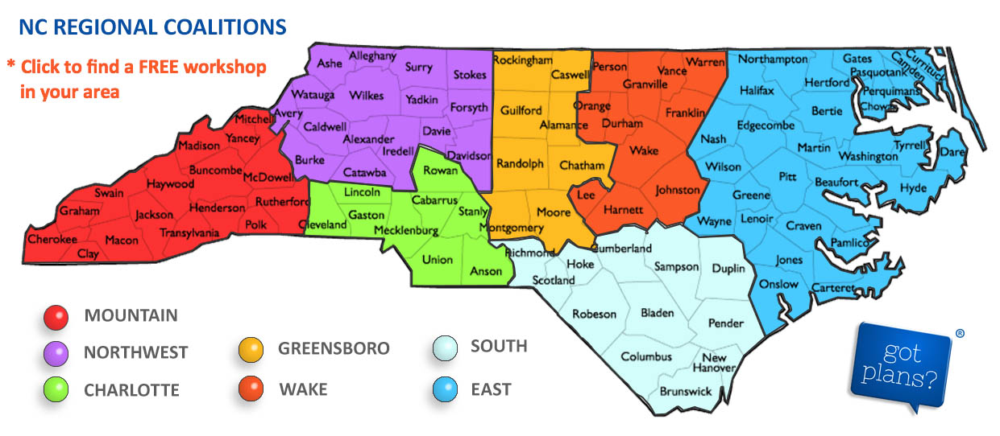 NC REGIONAL COALITIONS
* Click to find a FREE workshop
in your area
Ashe
Alleghany
Surry
Stokes
Watauga
Wilkes
Yadkin
Forsyth
Avery
Caldwell
Alexander
Iredell
Davie
Davidson
Burke
Catawba
Mitchell
Yancey
Madison
Buncombe
McDowell
Haywood
Swain
Graham
Jackson
Henderson
Rutherford
Polk
Transylvania
Cherokee
Macon
Clay
Rowan
Lincoln
Cabarrus
Gaston
Stanly
Cleveland
Mecklenburg
Union
Anson
Rockingham
Caswell
Guilford
Alamance
Randolph
Chatham
Moore
Montgomery
Person
Vance
Warren
Granville
Orange
Durham
Franklin
Wake
Lee
Harnett
Johnston
Northampton
Gates
Currituck
Camden
Pasquotank
Hertford
Perquimans
Halifax
Chowan
Bertie
Edgecombe
Nash
Martin
Washington
Tyrrell
Dare
Wilson
Pitt
Beaufort
Hyde
Greene
Wayne
Lenoir
Craven
Pamlico
Jones
Onslow
Carteret
Richmond
Hoke
Cumberland
Sampson
Duplin
Scotland
Robeson
Bladen
Pender
Columbus
New
Hanover
Brunswick
MOUNTAIN
NORTHWEST
CHARLOTTE
GREENSBORO
WAKE
SOUTH
EAST
got
plans?
®